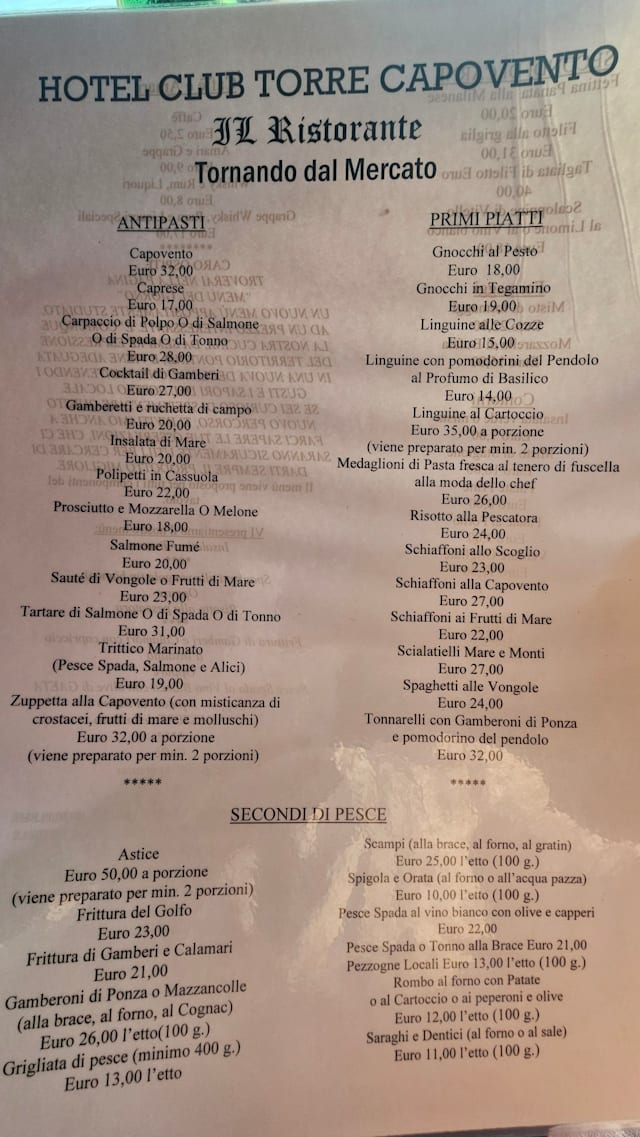 HOTEL CLUB TORRE CAPOVENTO
IL Ristorante
Tornando dal Mercato
ANTIPASTI
Capovento
Euro 32,00
Caprese
Euro 17,00
Carpaccio di Polpo O di Salmone
O di Spada O di Tonno
Euro 28,00
Cocktail di Gamberi
Euro 27,00
Gamberetti e ruchetta di campo
Euro 20,00
Insalata di Mare
Euro 20,00
Polipetti in Cassuola
Euro 22,00
Prosciutto e Mozzarella O Melone
Euro 18,00
Salmone Fumé
Euro 20,00
Sauté di Vongole o Frutti di Mare
Euro 23,00
Tartare di Salmone O di Spada O di Tonno
Euro 31,00
Trittico Marinato
(Pesce Spada, Salmone e Alici)
Euro 19,00
Zuppetta alla Capovento (con misticanza di
crostacei, frutti di mare e molluschi)
Euro 32,00 a porzione
(viene preparato per min. 2 porzioni)
*****
PRIMI PIATTI
Gnocchi al Pesto
Euro 18,00
Gnocchi in Tegamino
Euro 19,00
Linguine alle Cozze
Euro 15,00
Linguine con pomodorini del Pendolo
al Profumo di Basilico
Euro 14,00
Linguine al Cartoccio
Euro 35,00 a porzione
(viene preparato per min. 2 porzioni)
Medaglioni di Pasta fresca al tenero di fuscella
alla moda dello chef
Euro 26,00
Risotto alla Pescatora
Euro 24,00
Schiaffoni allo Scoglio
Euro 23,00
Schiaffoni alla Capovento
Euro 27,00
Schiaffoni ai Frutti di Mare
Euro 22,00
Scialatielli Mare e Monti
Euro 27,00
Spaghetti alle Vongole
Euro 24,00
Tonnarelli con Gamberoni di Ponza
e pomodorino del pendolo
Euro 32,00
*****
SECONDI DI PESCE
Astice
Euro 50,00 a porzione
(viene preparato per min. 2 porzioni)
Frittura del Golfo
Euro 23,00
Frittura di Gamberi e Calamari
Euro 21,00
Gamberoni di Ponza o Mazzancolle
(alla brace, al forno, al Cognac)
Euro 26,00 l'etto(100 g.)
Grigliata di pesce (minimo 400 g.)
Euro 13,00 l'etto
Scampi (alla brace, al forno, al gratin)
Euro 25,00 l'etto (100 g.)
Spigola e Orata (al forno o all'acqua pazza)
Euro 10,00 l'etto (100 g.)
Pesce Spada al vino bianco con olive e capperi
Euro 22,00
Pesce Spada o Tonno alla Brace Euro 21,00
Pezzogne Locali Euro 13,00 l'etto (100 g.)
Rombo al forno con Patate
o al Cartoccio o ai peperoni e olive
Euro 12,00 l'etto (100 g.)
Saraghi e Dentici (al forno o al sale)
Euro 11,00 l'etto (100 g.)